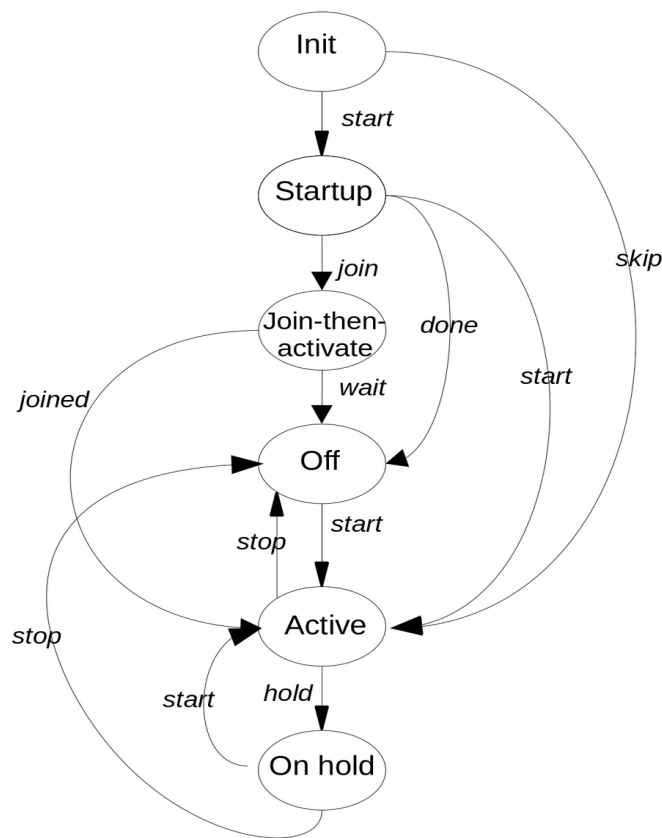 Init
start
Startup
skip
join
Join-then-
activate
done
start
wait
joined
Off
start
stop
Active
stop
hold
start
On hold